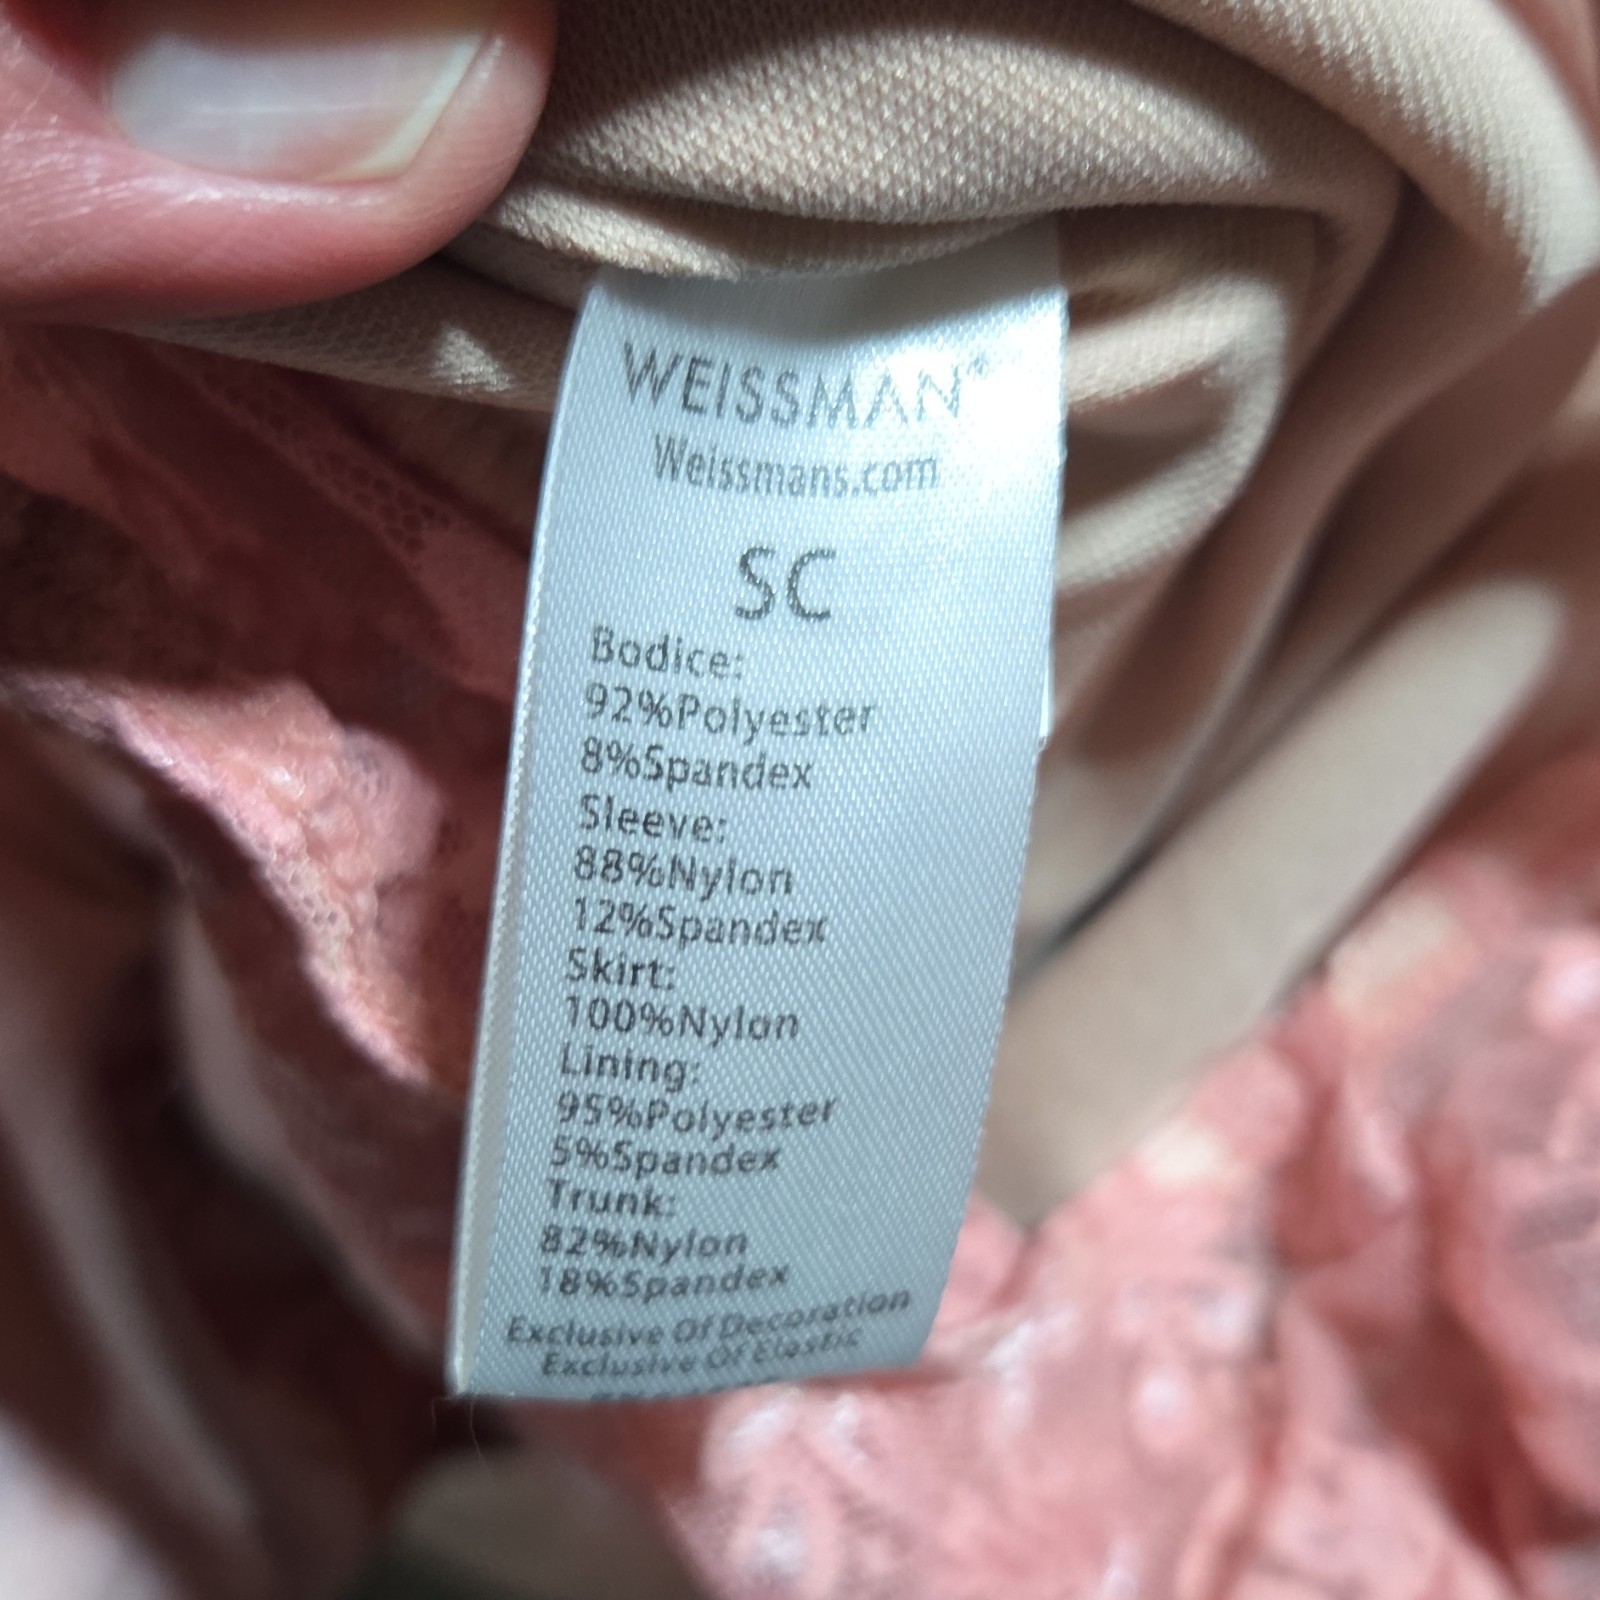 WEISSMAN®
Weissmans.com
SC
Bodice:
92%Polyester
8%Spandex
Sleeve:
88%Nylon
12%Spandex
Skirt:
100%Nylon
Lining:
95%Polyester
5%Spandex
Trunk:
82%Nylon
18%Spandex
Exclusive Of Decoration
Exclusive Of Elastic